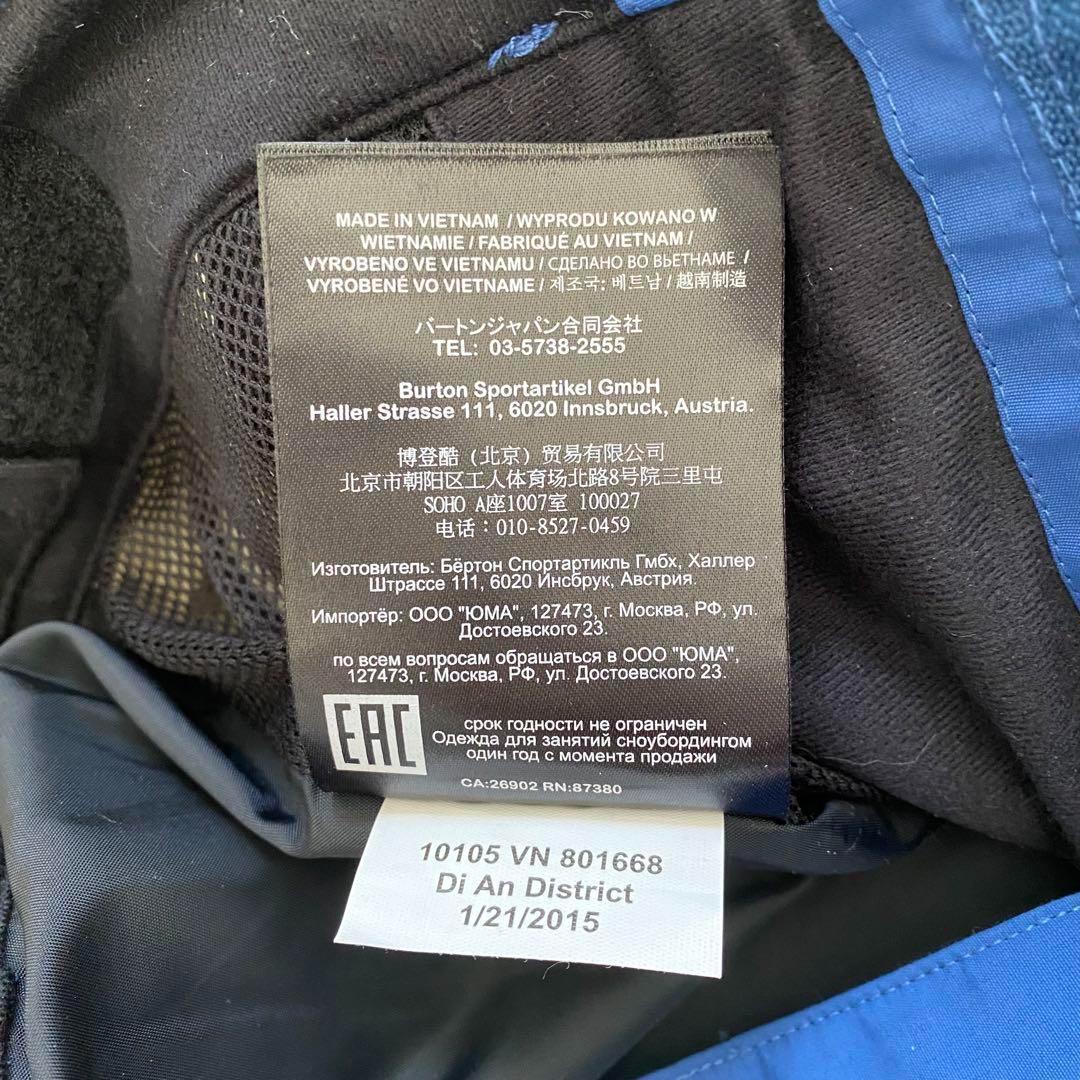 MADE IN VIETNAM / WYPRODU KOWANO W
WIETNAMIE / FABRIQUÉ AU VIETNAM /
VYROBENO VE VIETNAMU / СДЕЛАНО ВО ВЬЕТНАМЕ /
VYROBENÉ VO VIETNAME / 제조국: 베트남 / 越南制造
バートンジャパン合同会社
TEL: 03-5738-2555
Burton Sportartikel GmbH
Haller Strasse 111, 6020 Innsbruck, Austria.
博登酷（北京）贸易有限公司
北京市朝阳区工人体育场北路8号院三里屯
SOHO A座1007室 100027
电话：010-8527-0459
Изготовитель: Бёртон Спортартикль Гмбх, Халлер
Штрассе 111, 6020 Инсбрук, Австрия.
Импортёр: ООО "ЮМА", 127473, г. Москва, РФ, ул.
Достоевского 23.
по всем вопросам обращаться в ООО "ЮМА",
127473, г. Москва, РФ, ул. Достоевского 23.
EAC
срок годности не ограничен
Одежда для занятий сноубордингом
один год с момента продажи
CA:26902 RN:87380
10105 VN 801668
Di An District
1/21/2015